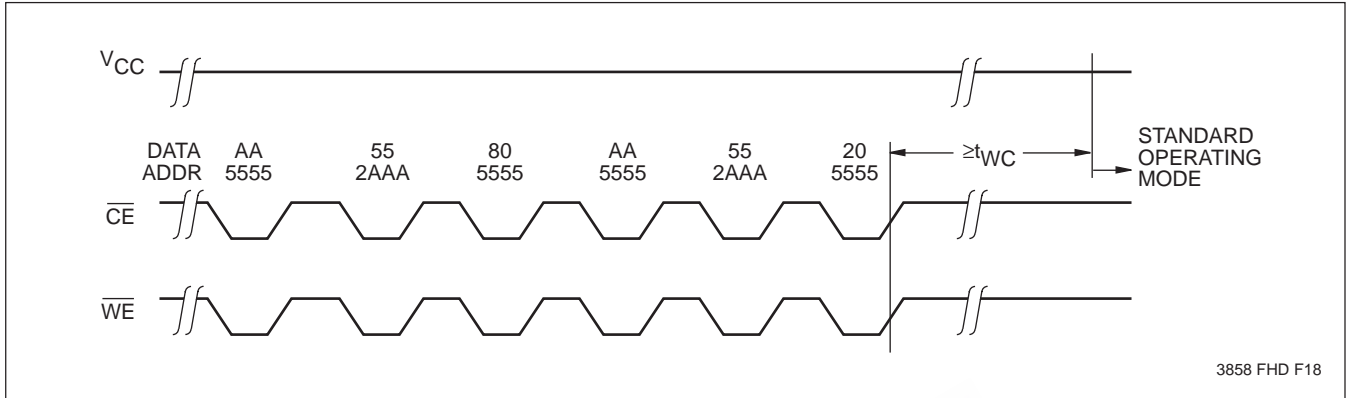 VCC
DATA AA 55 80 AA 55 20
ADDR 5555 2AAA 5555 5555 2AAA 5555
≥tWC
STANDARD
OPERATING
MODE
CE
WE
3858 FHD F18